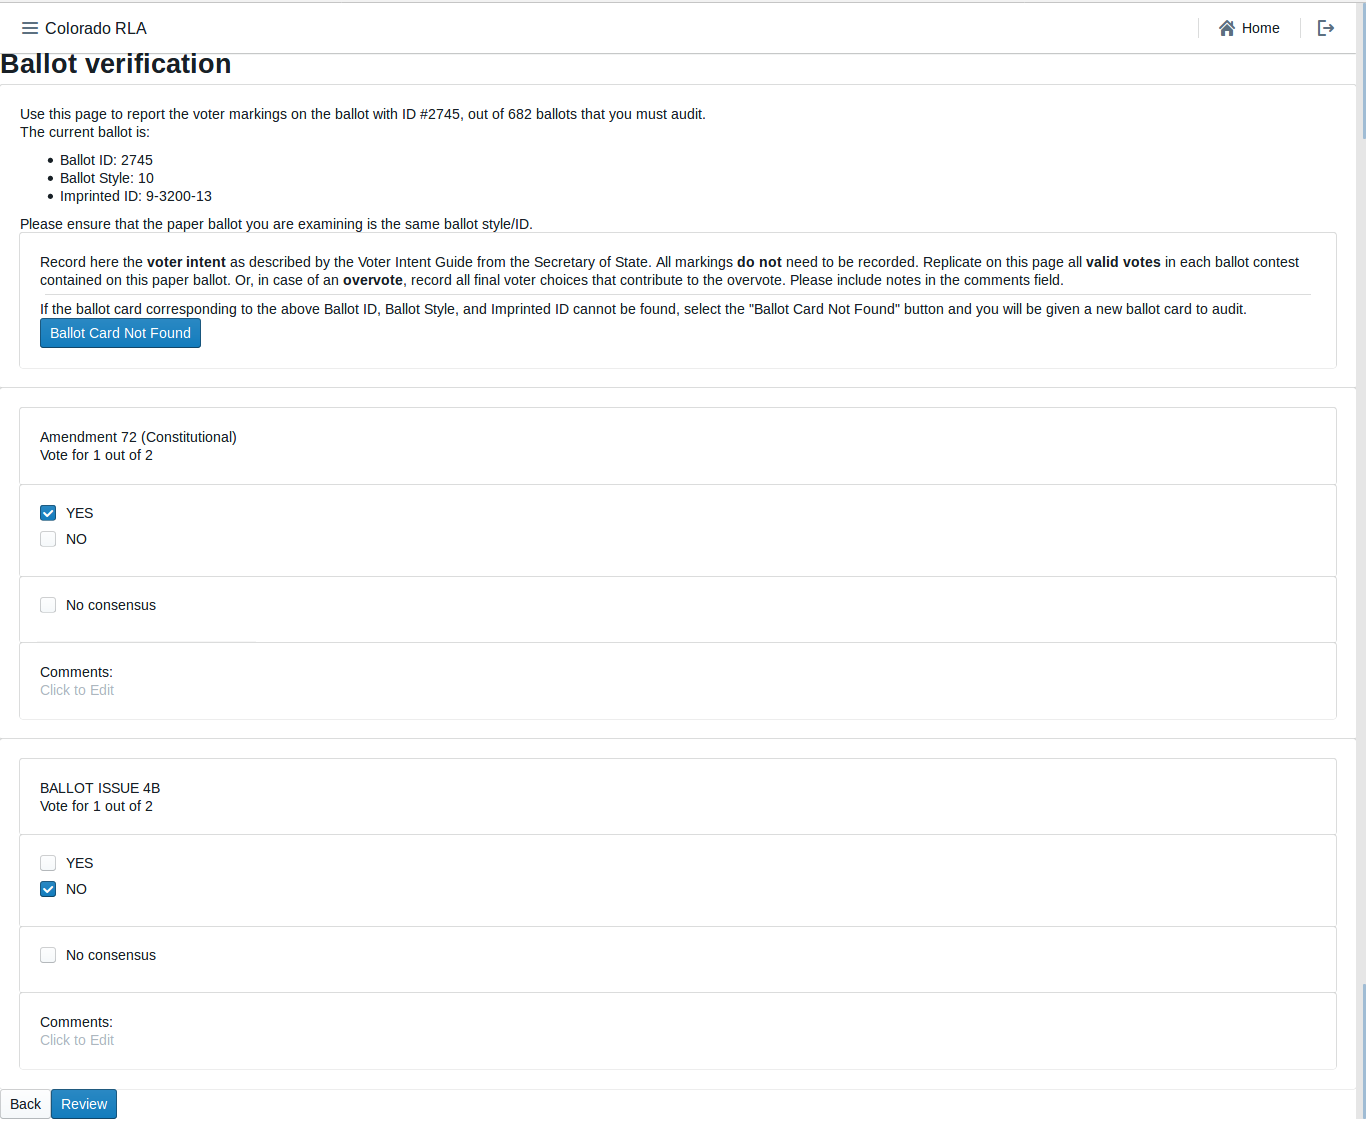 Colorado RLA
Home
Ballot verification
Use this page to report the voter markings on the ballot with ID #2745, out of 682 ballots that you must audit.
The current ballot is:
Ballot ID: 2745
Ballot Style: 10
Imprinted ID: 9-3200-13
Please ensure that the paper ballot you are examining is the same ballot style/ID.
Record here the voter intent as described by the Voter Intent Guide from the Secretary of State. All markings do not need to be recorded. Replicate on this page all valid votes in each ballot contest
contained on this paper ballot. Or, in case of an overvote, record all final voter choices that contribute to the overvote. Please include notes in the comments field.
If the ballot card corresponding to the above Ballot ID, Ballot Style, and Imprinted ID cannot be found, select the "Ballot Card Not Found" button and you will be given a new ballot card to audit.
Ballot Card Not Found
Amendment 72 (Constitutional)
Vote for 1 out of 2
YES
NO
No consensus
Comments:
Click to Edit
BALLOT ISSUE 4B
Vote for 1 out of 2
YES
NO
No consensus
Comments:
Click to Edit
Back
Review